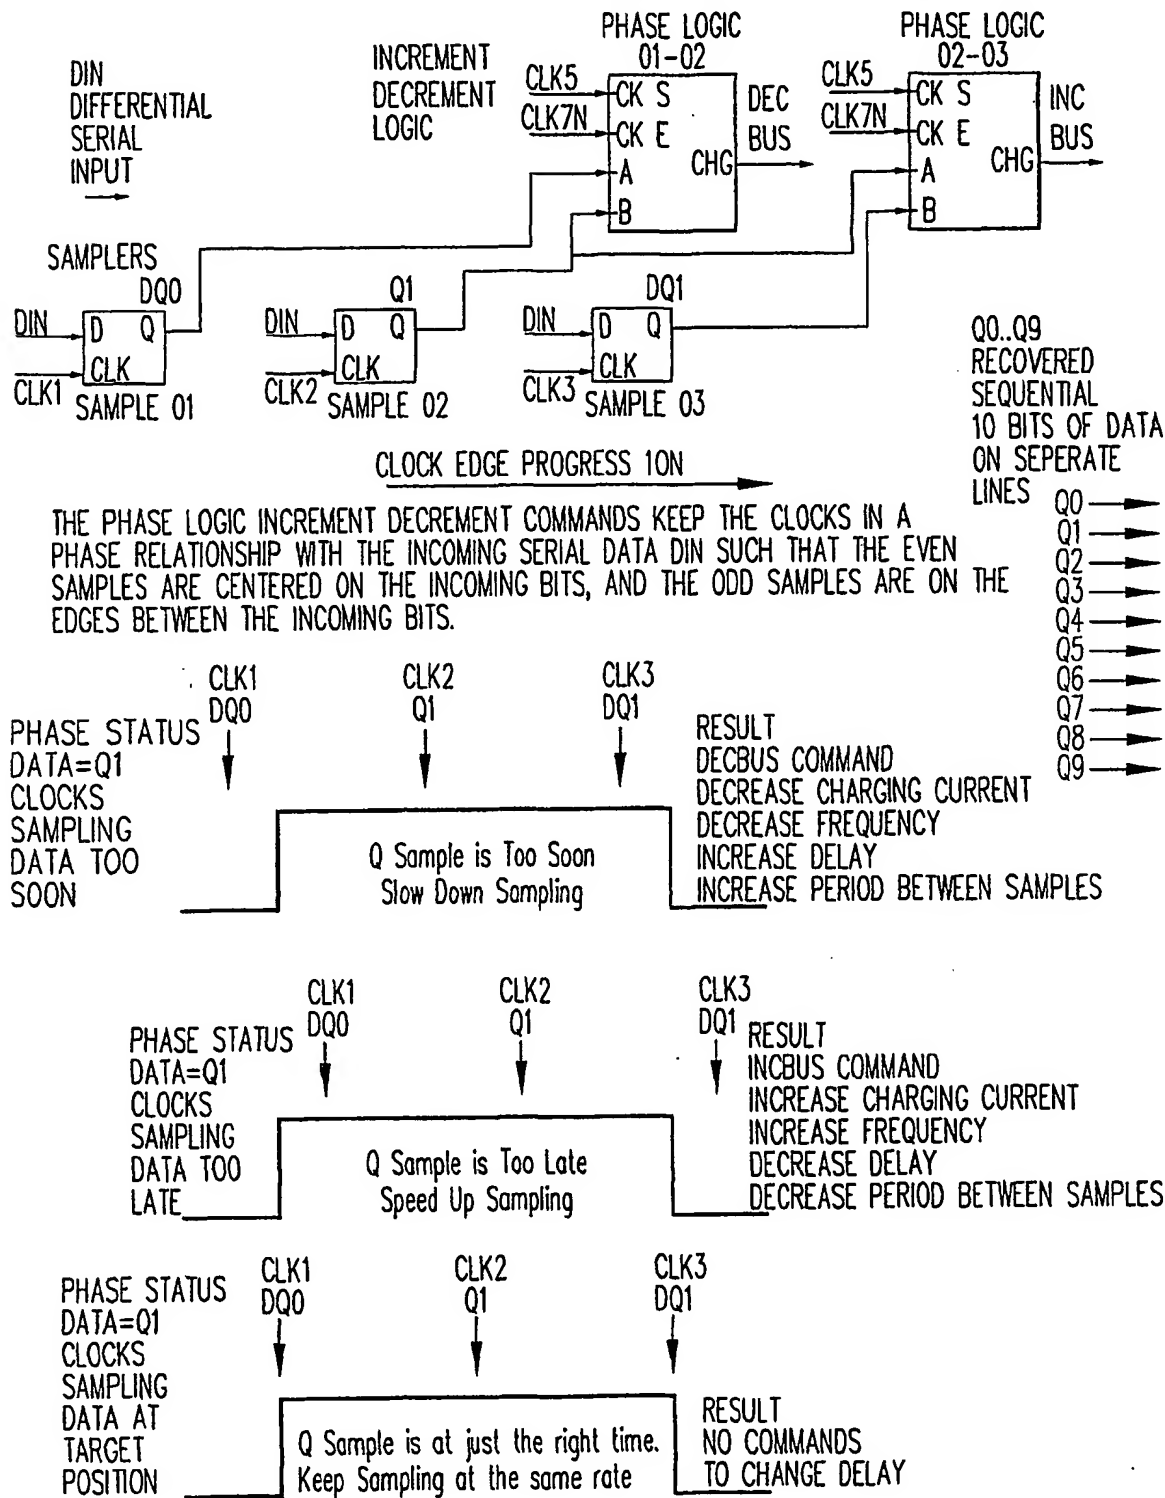 DIN
DIFFERENTIAL
SERIAL
INPUT
INCREMENT
DECREMENT
LOGIC
PHASE LOGIC
01-02
CLK5
CLK7N
CK S
CK E
A
B
CHG
DEC
BUS
PHASE LOGIC
02-03
CLK5
CLK7N
CK S
CK E
A
B
CHG
INC
BUS
SAMPLERS
DQ0
DIN
D Q
CLK
CLK1
SAMPLE 01
Q1
DIN
D Q
CLK
CLK2
SAMPLE 02
DQ1
DIN
D Q
CLK
CLK3
SAMPLE 03
Q0..Q9
RECOVERED
SEQUENTIAL
10 BITS OF DATA
ON SEPERATE
LINES
Q0
Q1
Q2
Q3
Q4
Q5
Q6
Q7
Q8
Q9
CLOCK EDGE PROGRESS 10N
THE PHASE LOGIC INCREMENT DECREMENT COMMANDS KEEP THE CLOCKS IN A
PHASE RELATIONSHIP WITH THE INCOMING SERIAL DATA DIN SUCH THAT THE EVEN
SAMPLES ARE CENTERED ON THE INCOMING BITS, AND THE ODD SAMPLES ARE ON THE
EDGES BETWEEN THE INCOMING BITS.
CLK1
DQ0
CLK2
Q1
CLK3
DQ1
PHASE STATUS
DATA=Q1
CLOCKS
SAMPLING
DATA TOO
SOON
Q Sample is Too Soon
Slow Down Sampling
RESULT
DECBUS COMMAND
DECREASE CHARGING CURRENT
DECREASE FREQUENCY
INCREASE DELAY
INCREASE PERIOD BETWEEN SAMPLES
CLK1
DQ0
CLK2
Q1
CLK3
DQ1
PHASE STATUS
DATA=Q1
CLOCKS
SAMPLING
DATA TOO
LATE
Q Sample is Too Late
Speed Up Sampling
RESULT
INCBUS COMMAND
INCREASE CHARGING CURRENT
INCREASE FREQUENCY
DECREASE DELAY
DECREASE PERIOD BETWEEN SAMPLES
CLK1
DQ0
CLK2
Q1
CLK3
DQ1
PHASE STATUS
DATA=Q1
CLOCKS
SAMPLING
DATA AT
TARGET
POSITION
Q Sample is at just the right time.
Keep Sampling at the same rate
RESULT
NO COMMANDS
TO CHANGE DELAY